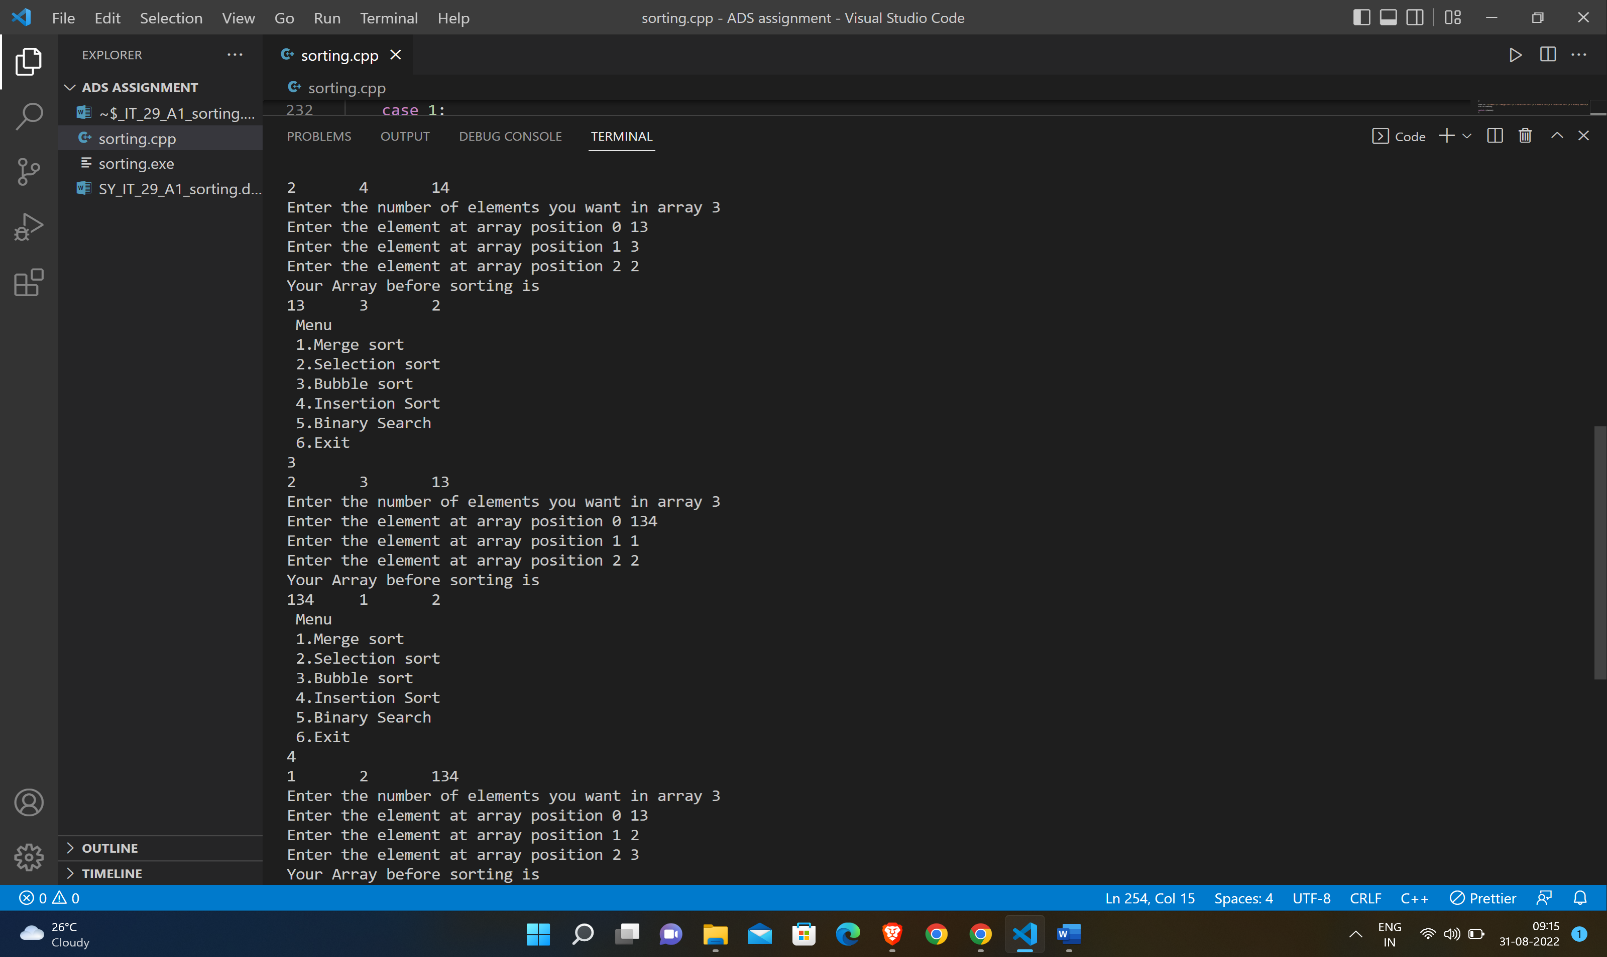 File Edit Selection View Go Run Terminal Help
sorting.cpp - ADS assignment - Visual Studio Code
EXPLORER
sorting.cpp
ADS ASSIGNMENT
~$_IT_29_A1_sorting....
sorting.cpp
sorting.exe
SY_IT_29_A1_sorting.d...
OUTLINE
TIMELINE
sorting.cpp
232 case 1:
PROBLEMS OUTPUT DEBUG CONSOLE TERMINAL
Code
2 4 14
Enter the number of elements you want in array 3
Enter the element at array position 0 13
Enter the element at array position 1 3
Enter the element at array position 2 2
Your Array before sorting is
13 3 2
Menu
1.Merge sort
2.Selection sort
3.Bubble sort
4.Insertion Sort
5.Binary Search
6.Exit
3
2 3 13
Enter the number of elements you want in array 3
Enter the element at array position 0 134
Enter the element at array position 1 1
Enter the element at array position 2 2
Your Array before sorting is
134 1 2
Menu
1.Merge sort
2.Selection sort
3.Bubble sort
4.Insertion Sort
5.Binary Search
6.Exit
4
1 2 134
Enter the number of elements you want in array 3
Enter the element at array position 0 13
Enter the element at array position 1 2
Enter the element at array position 2 3
Your Array before sorting is
0 0
Ln 254, Col 15 Spaces: 4 UTF-8 CRLF C++ Prettier
26°C
Cloudy
ENG
IN
09:15
31-08-2022
1